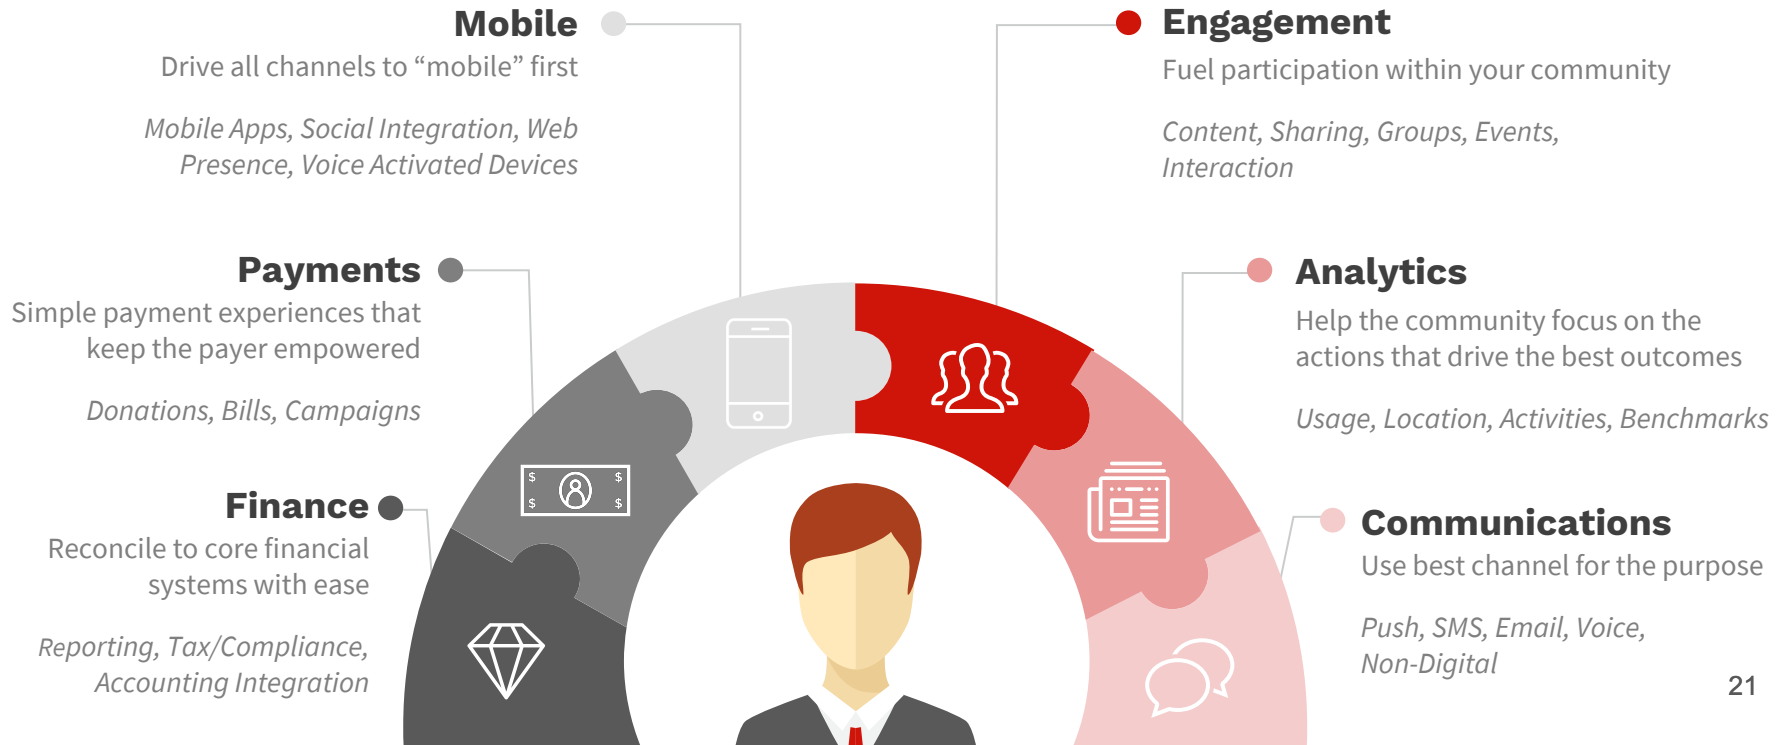 Mobile
Drive all channels to “mobile” first
Mobile Apps, Social Integration, Web
Presence, Voice Activated Devices
Payments
Simple payment experiences that
keep the payer empowered
Donations, Bills, Campaigns
Finance
Reconcile to core financial
systems with ease
Reporting, Tax/Compliance,
Accounting Integration
Engagement
Fuel participation within your community
Content, Sharing, Groups, Events,
Interaction
Analytics
Help the community focus on the
actions that drive the best outcomes
Usage, Location, Activities, Benchmarks
Communications
Use best channel for the purpose
Push, SMS, Email, Voice,
Non-Digital
$ $
$ $
21